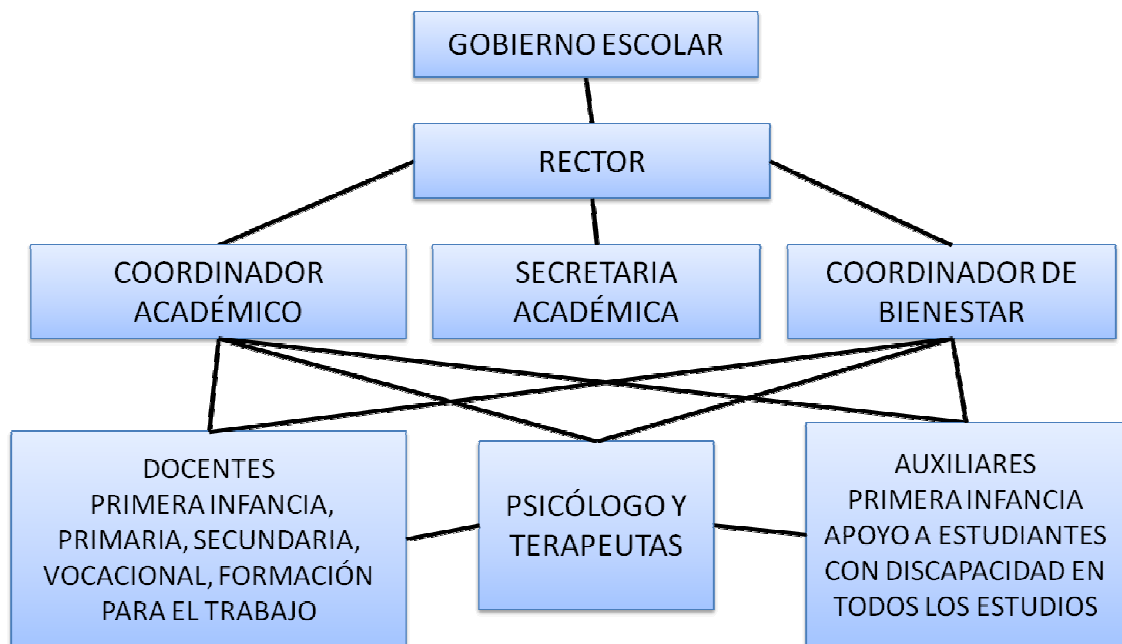 GOBIERNO ESCOLAR
RECTOR
COORDINADOR
ACADÉMICO
SECRETARIA
ACADÉMICA
COORDINADOR DE
BIENESTAR
DOCENTES
PRIMERA INFANCIA,
PRIMARIA, SECUNDARIA,
VOCACIONAL, FORMACIÓN
PARA EL TRABAJO
PSICÓLOGO Y
TERAPEUTAS
AUXILIARES
PRIMERA INFANCIA
APOYO A ESTUDIANTES
CON DISCAPACIDAD EN
TODOS LOS ESTUDIOS